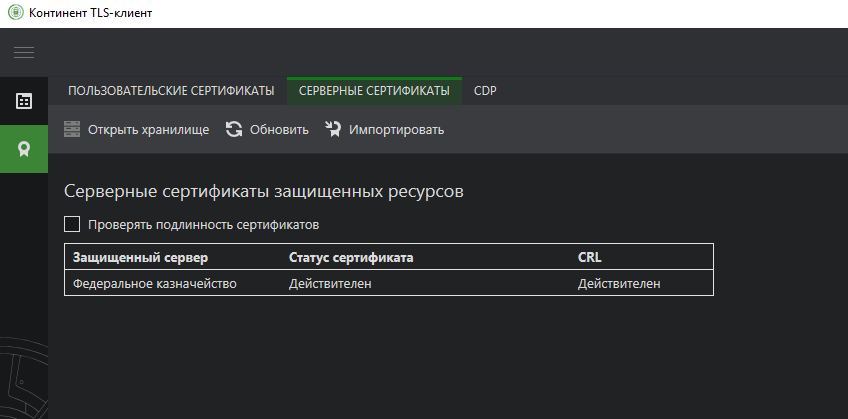 Континент TLS-клиент
ПОЛЬЗОВАТЕЛЬСКИЕ СЕРТИФИКАТЫ СЕРВЕРНЫЕ СЕРТИФИКАТЫ CDP
Открыть хранилище Обновить Импортировать
Серверные сертификаты защищенных ресурсов
Проверять подлинность сертификатов
Защищенный сервер Статус сертификата CRL
Федеральное казначейство Действителен Действителен